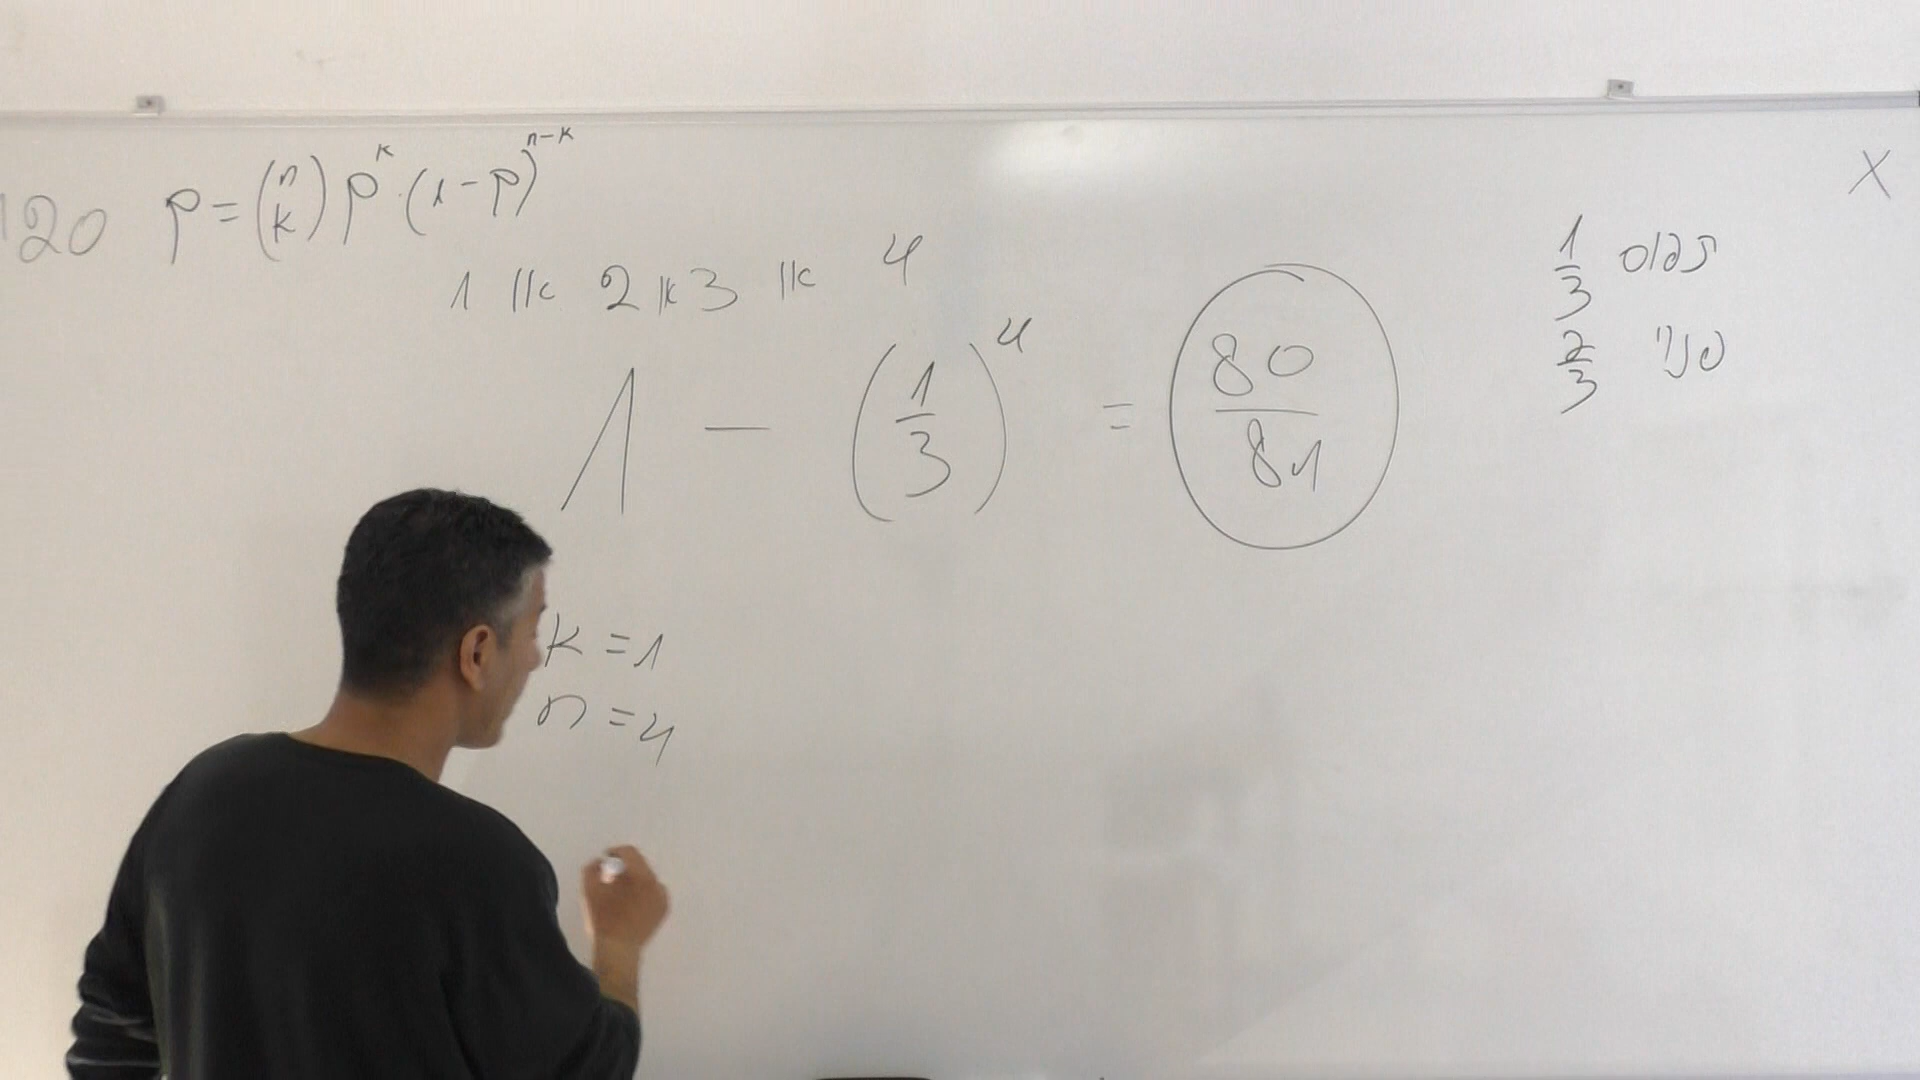 120 p = (n k) p^k · (1-p)^(n-k)
1 או 2 או 3 או 4
1 - (1/3)^4 = 80/81
1/3
2/3 סיני
k = 1
n = 4
X